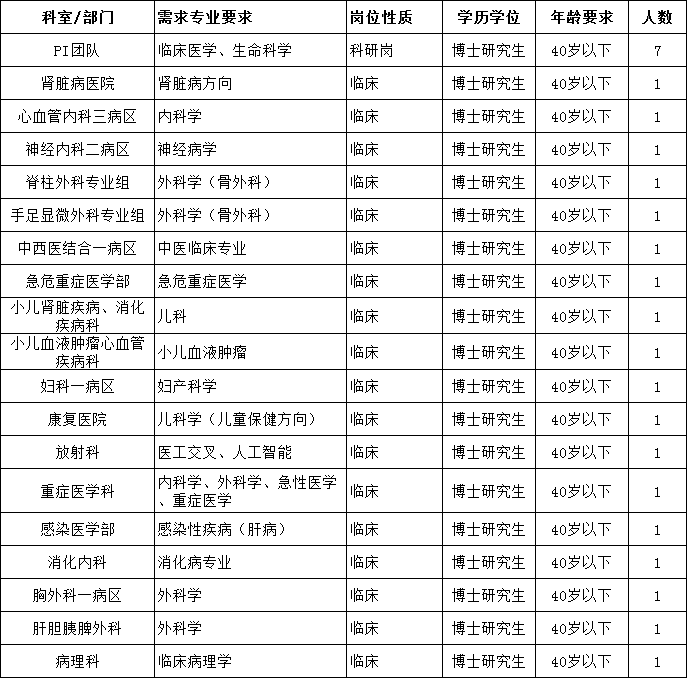 科室/部门 需求专业要求 岗位性质 学历学位 年龄要求 人数
PI团队 临床医学、生命科学 科研岗 博士研究生 40岁以下 7
肾脏病医院 肾脏病方向 临床 博士研究生 40岁以下 1
心血管内科三病区 内科学 临床 博士研究生 40岁以下 1
神经内科二病区 神经病学 临床 博士研究生 40岁以下 1
脊柱外科专业组 外科学（骨外科） 临床 博士研究生 40岁以下 1
手足显微外科专业组 外科学（骨外科） 临床 博士研究生 40岁以下 1
中西医结合一病区 中医临床专业 临床 博士研究生 40岁以下 1
急危重症医学部 急危重症医学 临床 博士研究生 40岁以下 1
小儿肾脏疾病、消化
疾病科 儿科 临床 博士研究生 40岁以下 1
小儿血液肿瘤心血管
疾病科 小儿血液肿瘤 临床 博士研究生 40岁以下 1
妇科一病区 妇产科学 临床 博士研究生 40岁以下 1
康复医院 儿科学（儿童保健方向） 临床 博士研究生 40岁以下 1
放射科 医工交叉、人工智能 临床 博士研究生 40岁以下 1
重症医学科 内科学、外科学、急性医学
、重症医学 临床 博士研究生 40岁以下 1
感染医学部 感染性疾病（肝病） 临床 博士研究生 40岁以下 1
消化内科 消化病专业 临床 博士研究生 40岁以下 1
胸外科一病区 外科学 临床 博士研究生 40岁以下 1
肝胆胰脾外科 外科学 临床 博士研究生 40岁以下 1
病理科 临床病理学 临床 博士研究生 40岁以下 1